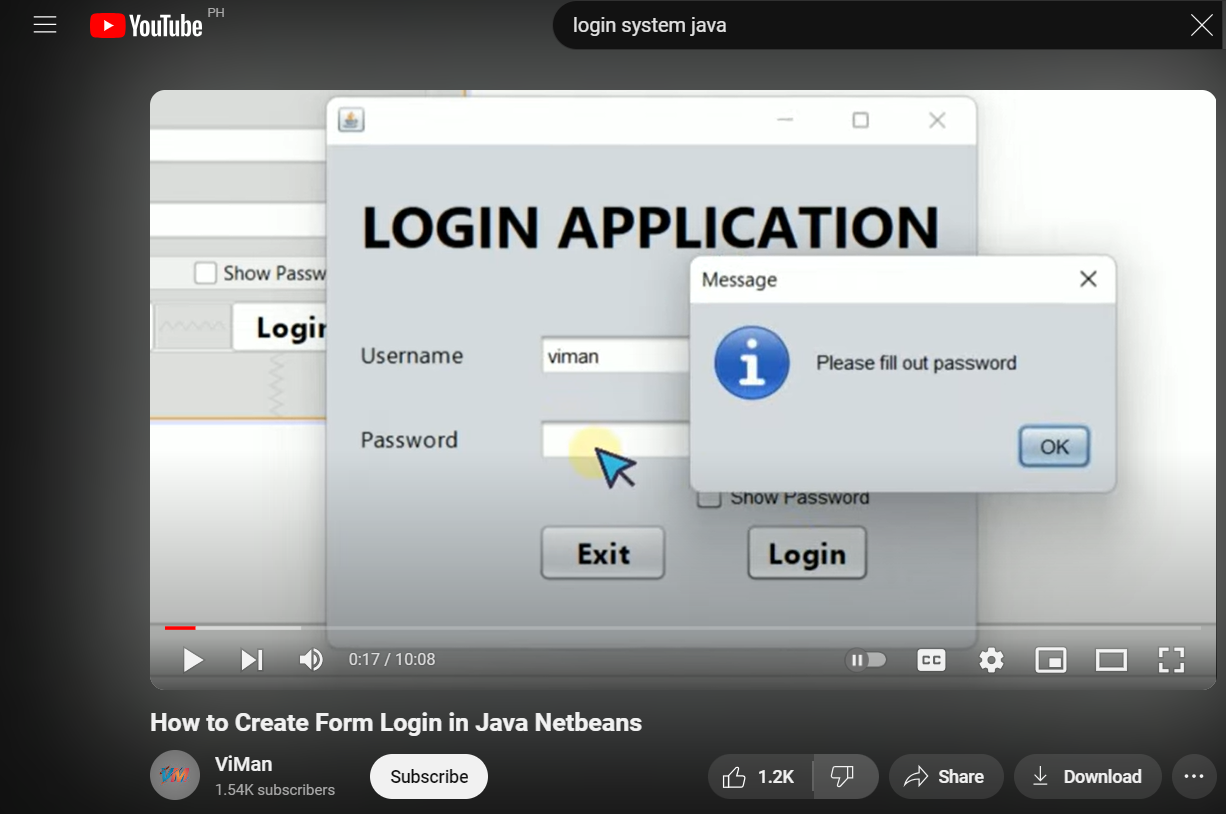 YouTube PH
login system java
LOGIN APPLICATION
Message
Show Passw
Please fill out password
Login
Username
viman
OK
Password
Show Password
Exit
Login
0:17 / 10:08
CC
How to Create Form Login in Java Netbeans
ViMan
1.54K subscribers
Subscribe
1.2K
Share
Download